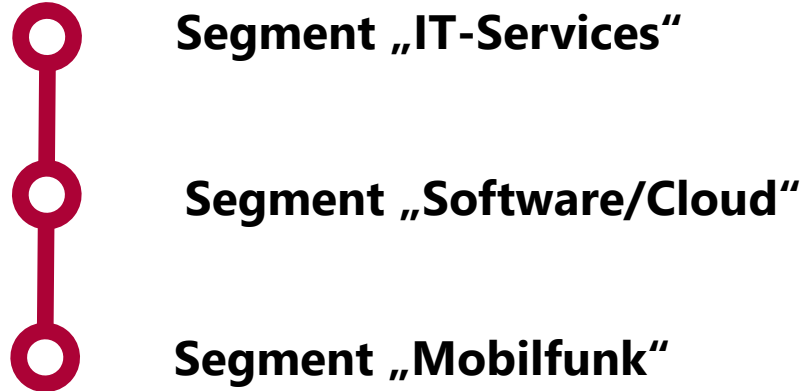 Segment „IT-Services“
Segment „Software/Cloud“
Segment „Mobilfunk“